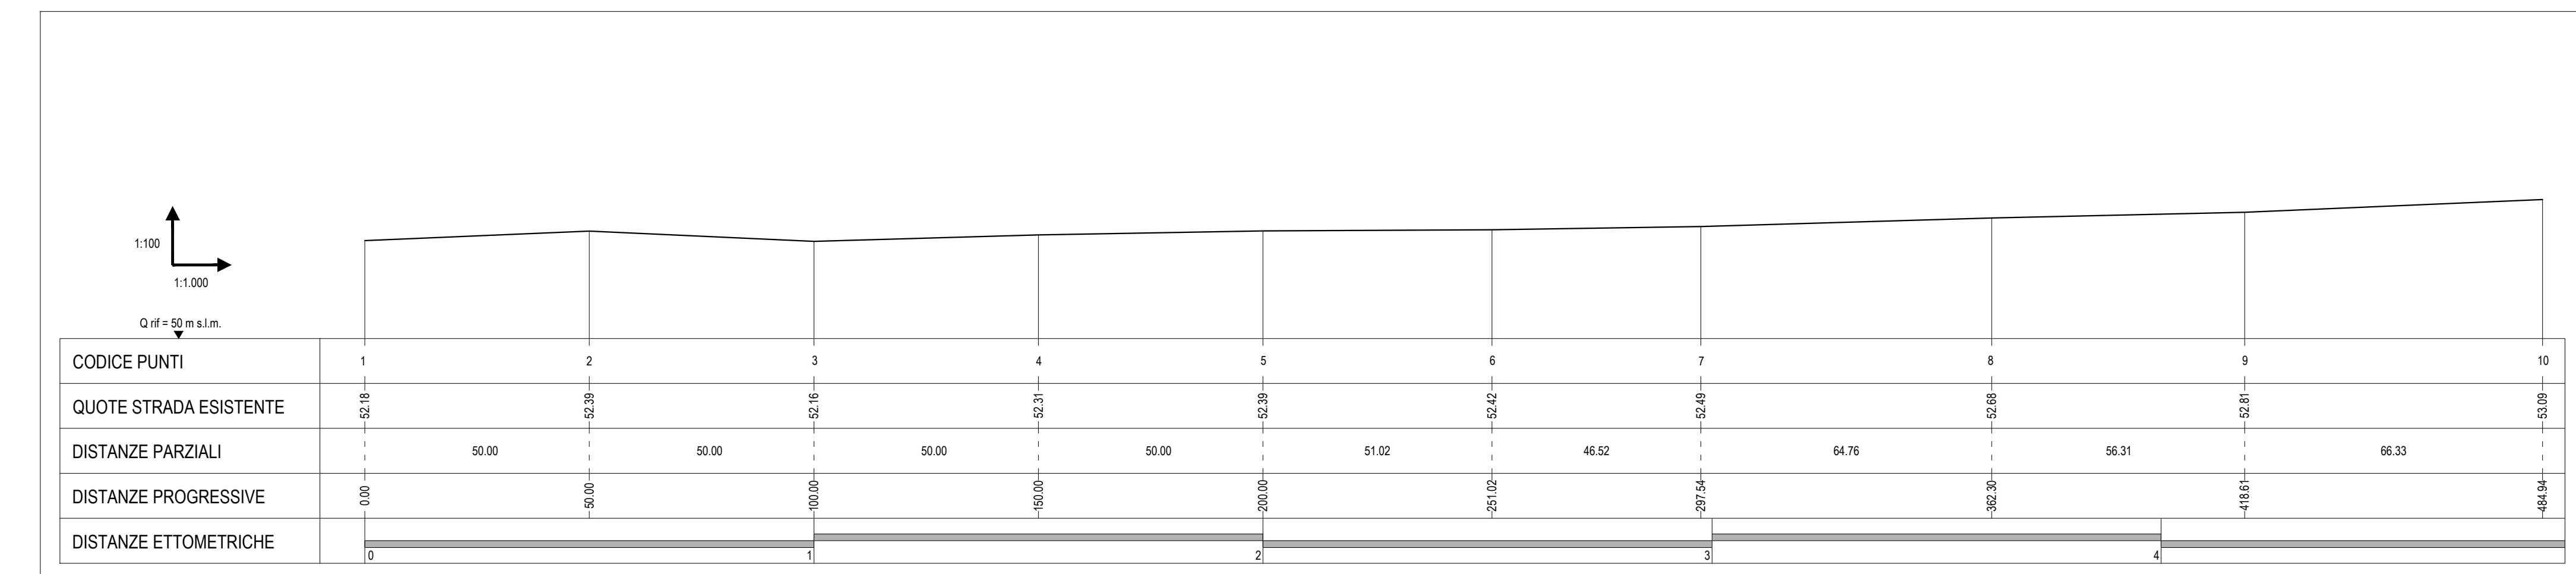 1:100
1:1.000
Q rif = 50 m s.l.m.
CODICE PUNTI 1 2 3 4 5 6 7 8 9 10
QUOTE STRADA ESISTENTE 52.18 52.39 52.16 52.31 52.39 52.42 52.49 52.68 52.81 53.09
DISTANZE PARZIALI 50.00 50.00 50.00 50.00 51.02 46.52 64.76 56.31 66.33
DISTANZE PROGRESSIVE 0.00 50.00 100.00 150.00 200.00 251.02 297.54 362.30 418.61 484.94
DISTANZE ETTOMETRICHE 0 1 2 3 4